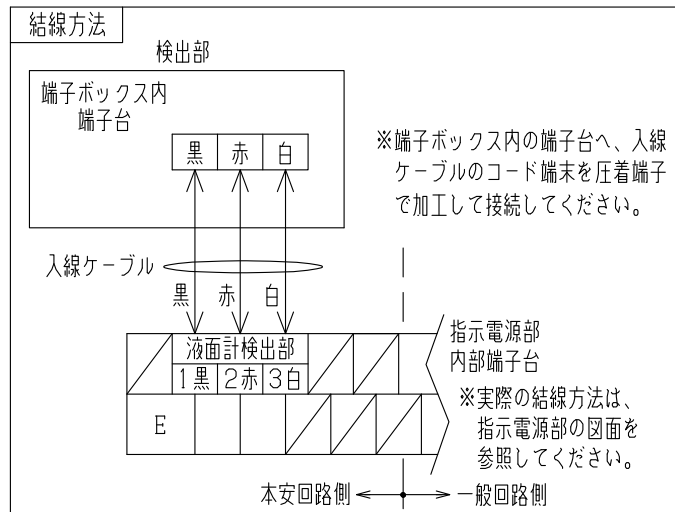 結線方法
検出部
端子ボックス内
端子台
黒 赤 白
※端子ボックス内の端子台へ、入線
ケーブルのコード端末を圧着端子
で加工して接続してください。
入線ケーブル
黒 赤 白
液面計検出部
1黒 2赤 3白
E
指示電源部
内部端子台
※実際の結線方法は、
指示電源部の図面を
参照してください。
本安回路側 一般回路側